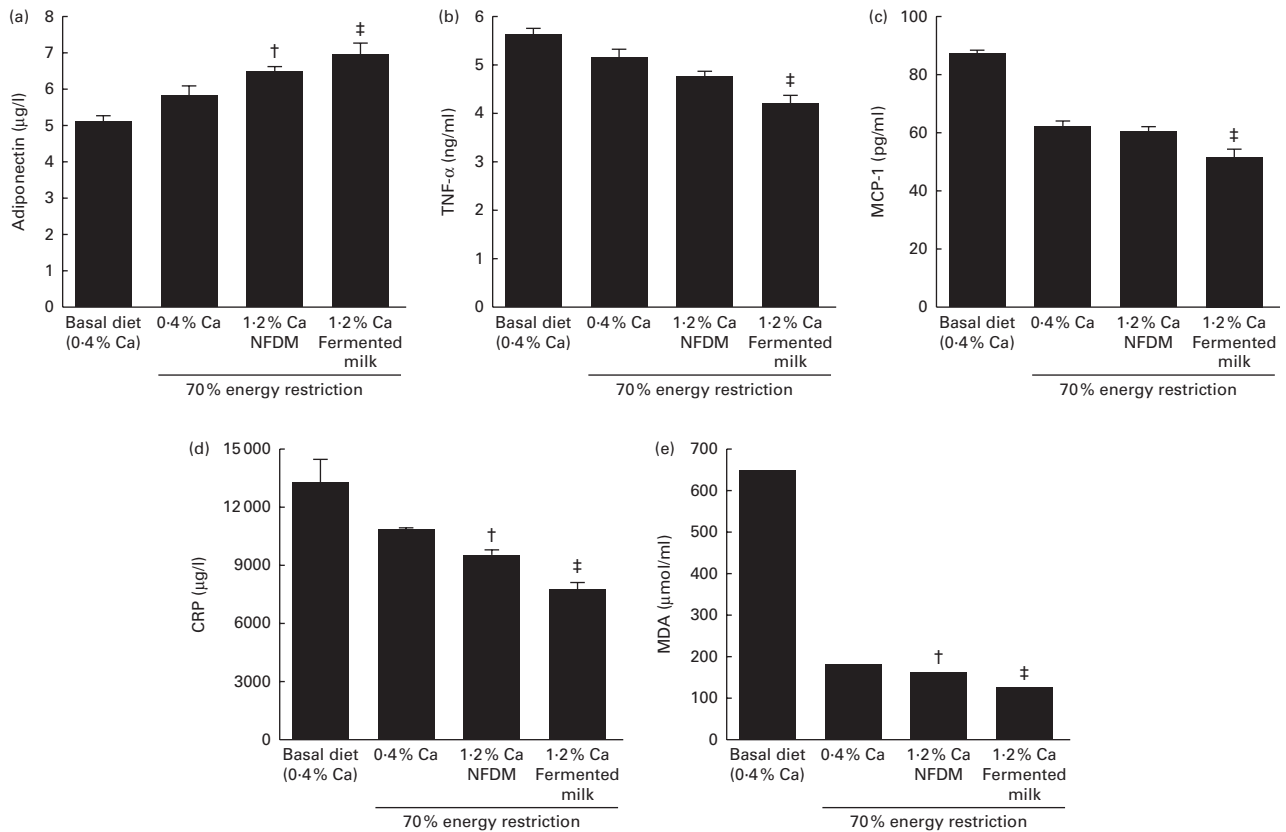 (a)
8
7
6
5
4
3
2
1
0
Adiponectin (μg/l)
†
‡
Basal diet
(0·4% Ca)
0·4% Ca
1·2% Ca
NFDM
1·2% Ca
Fermented
milk
70% energy restriction
(b)
6
5
4
3
2
1
0
TNF-α (ng/ml)
‡
Basal diet
(0·4% Ca)
0·4% Ca
1·2% Ca
NFDM
1·2% Ca
Fermented
milk
70% energy restriction
(c)
100
80
60
40
20
0
MCP-1 (pg/ml)
‡
Basal diet
(0·4% Ca)
0·4% Ca
1·2% Ca
NFDM
1·2% Ca
Fermented
milk
70% energy restriction
(d)
15 000
12 000
9000
6000
3000
0
CRP (μg/l)
†
‡
Basal diet
(0·4% Ca)
0·4% Ca
1·2% Ca
NFDM
1·2% Ca
Fermented
milk
70% energy restriction
(e)
700
600
500
400
300
200
100
0
MDA (μmol/ml)
†
‡
Basal diet
(0·4% Ca)
0·4% Ca
1·2% Ca
NFDM
1·2% Ca
Fermented
milk
70% energy restriction